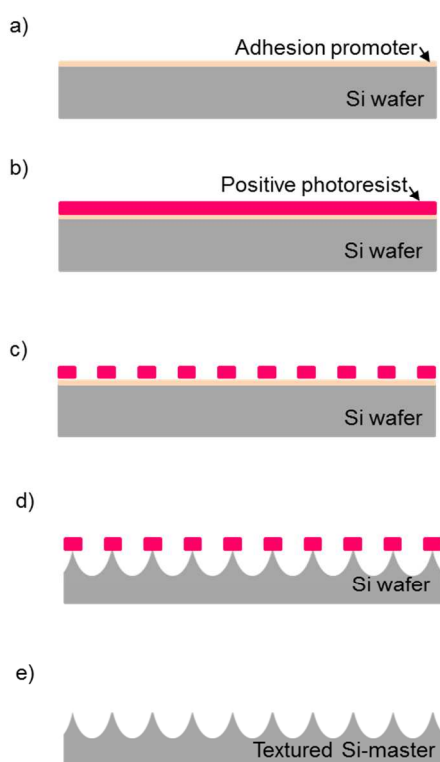 a)
Adhesion promoter
Si wafer
b)
Positive photoresist
Si wafer
c)
Si wafer
d)
Si wafer
e)
Textured Si-master